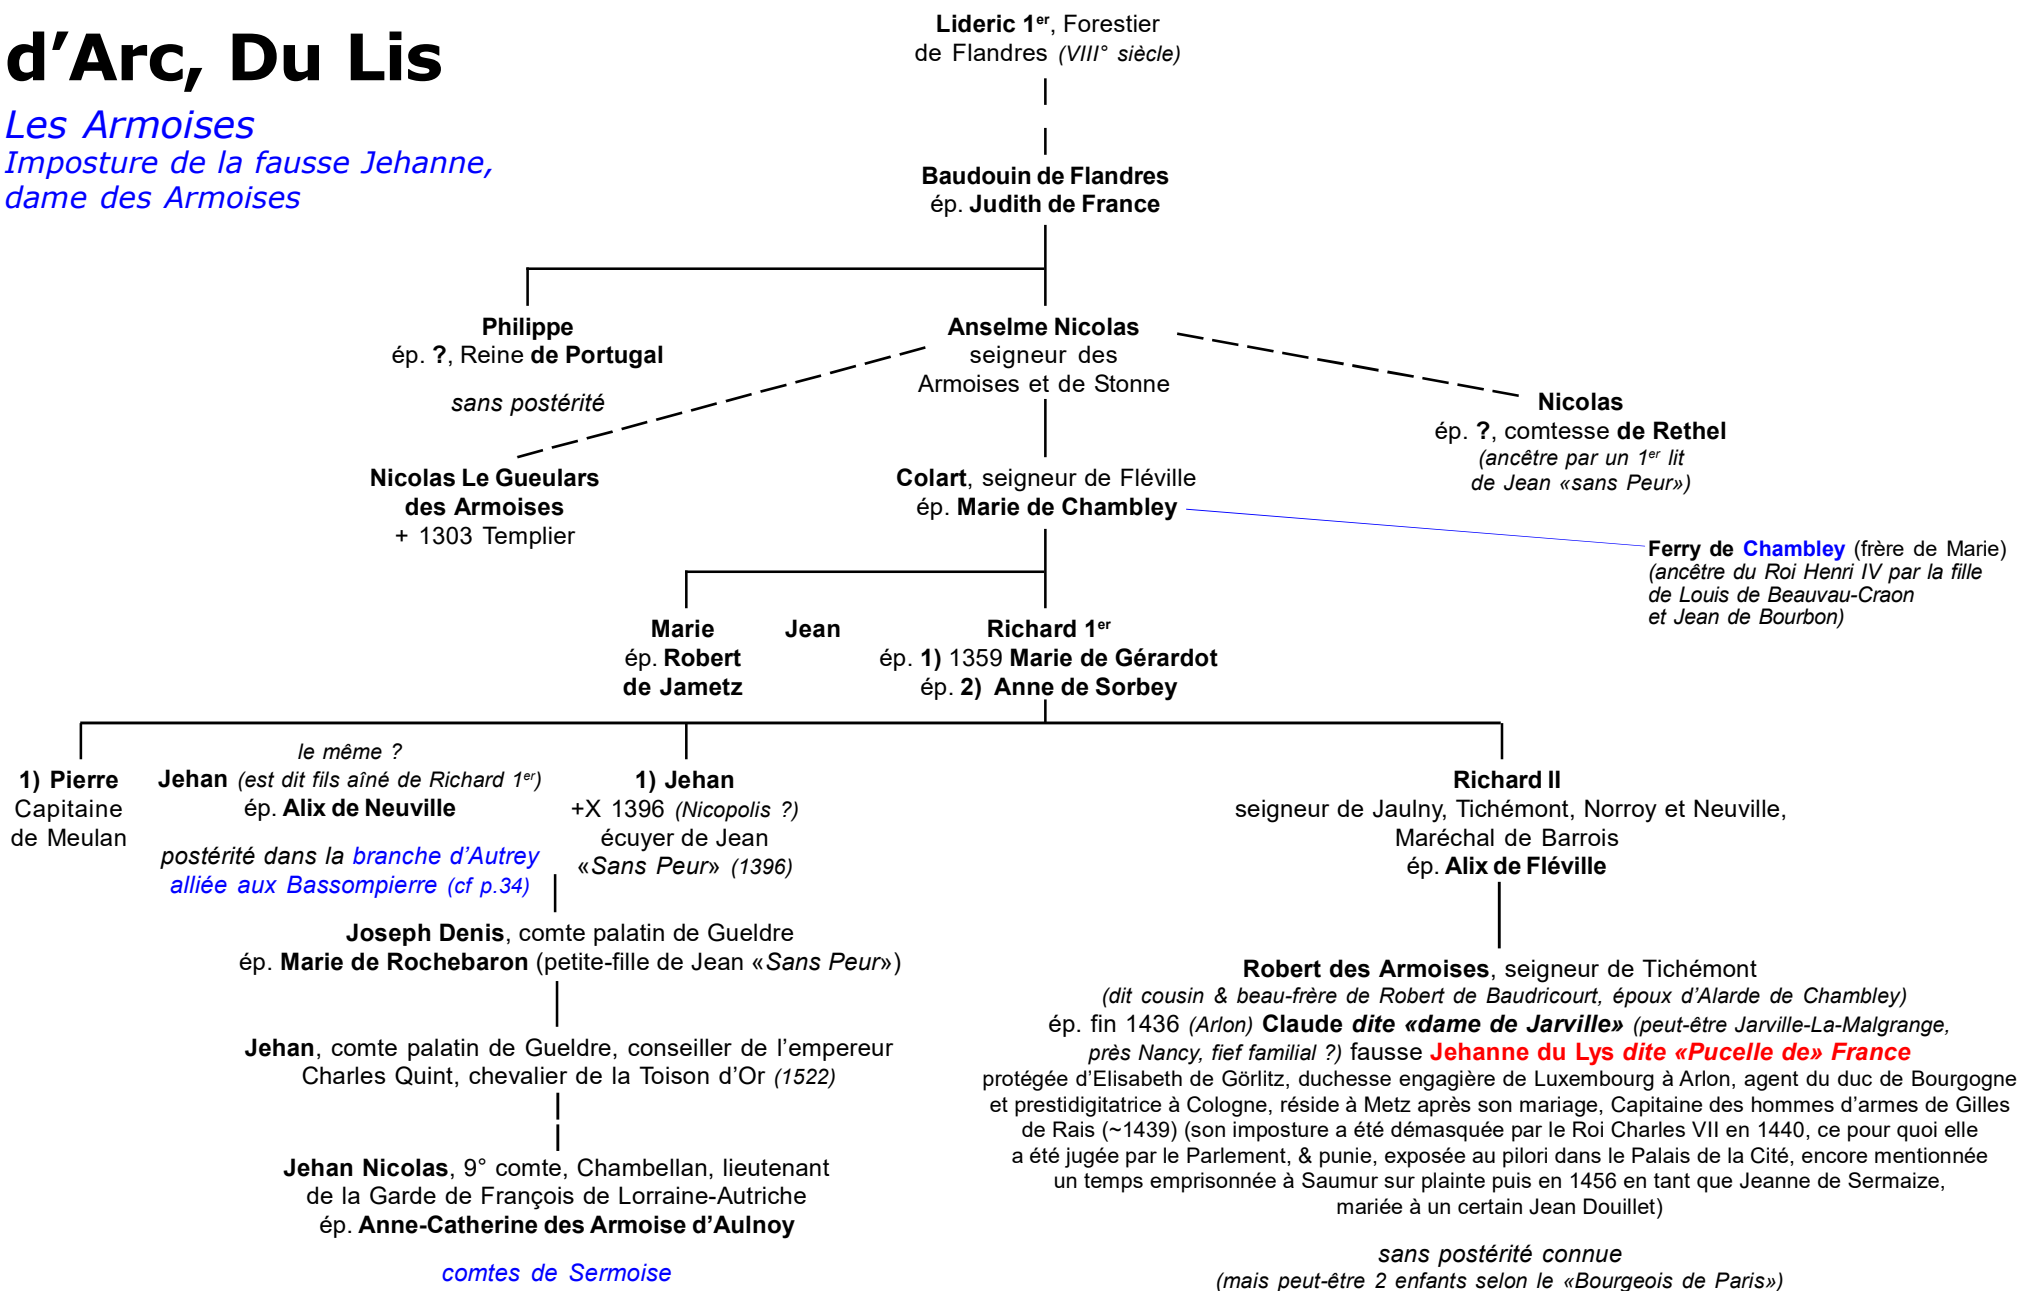 d'Arc, Du Lis
Les Armoises
Imposture de la fausse Jehanne,
dame des Armoises
Lideric 1er, Forestier
de Flandres (VIII° siècle)
Baudouin de Flandres
ép. Judith de France
Philippe
ép. ?, Reine de Portugal
sans postérité
Anselme Nicolas
seigneur des
Armoises et de Stonne
Nicolas
ép. ?, comtesse de Rethel
(ancêtre par un 1er lit
de Jean «sans Peur»)
Nicolas Le Gueulars
des Armoises
+ 1303 Templier
Colart, seigneur de Fléville
ép. Marie de Chambley
Ferry de Chambley (frère de Marie)
(ancêtre du Roi Henri IV par la fille
de Louis de Beauvau-Craon
et Jean de Bourbon)
Marie
ép. Robert
de Jametz
Jean
Richard 1er
ép. 1) 1359 Marie de Gérardot
ép. 2) Anne de Sorbey
1) Pierre
Capitaine
de Meulan
le même ?
Jehan (est dit fils aîné de Richard 1er)
ép. Alix de Neuville
postérité dans la branche d'Autrey
alliée aux Bassompierre (cf p.34)
1) Jehan
+X 1396 (Nicopolis ?)
écuyer de Jean
«Sans Peur» (1396)
Richard II
seigneur de Jaulny, Tichémont, Norroy et Neuville,
Maréchal de Barrois
ép. Alix de Fléville
Joseph Denis, comte palatin de Gueldre
ép. Marie de Rochebaron (petite-fille de Jean «Sans Peur»)
Jehan, comte palatin de Gueldre, conseiller de l'empereur
Charles Quint, chevalier de la Toison d'Or (1522)
Jehan Nicolas, 9° comte, Chambellan, lieutenant
de la Garde de François de Lorraine-Autriche
ép. Anne-Catherine des Armoise d'Aulnoy
comtes de Sermoise
Robert des Armoises, seigneur de Tichémont
(dit cousin & beau-frère de Robert de Baudricourt, époux d'Alarde de Chambley)
ép. fin 1436 (Arlon) Claude dite «dame de Jarville» (peut-être Jarville-La-Malgrange,
près Nancy, fief familial ?) fausse Jehanne du Lys dite «Pucelle de» France
protégée d'Elisabeth de Görlitz, duchesse engagière de Luxembourg à Arlon, agent du duc de Bourgogne
et prestidigitatrice à Cologne, réside à Metz après son mariage, Capitaine des hommes d'armes de Gilles
de Rais (~1439) (son imposture a été démasquée par le Roi Charles VII en 1440, ce pour quoi elle
a été jugée par le Parlement, & punie, exposée au pilori dans le Palais de la Cité, encore mentionnée
un temps emprisonnée à Saumur sur plainte puis en 1456 en tant que Jeanne de Sermaize,
mariée à un certain Jean Douillet)
sans postérité connue
(mais peut-être 2 enfants selon le «Bourgeois de Paris»)